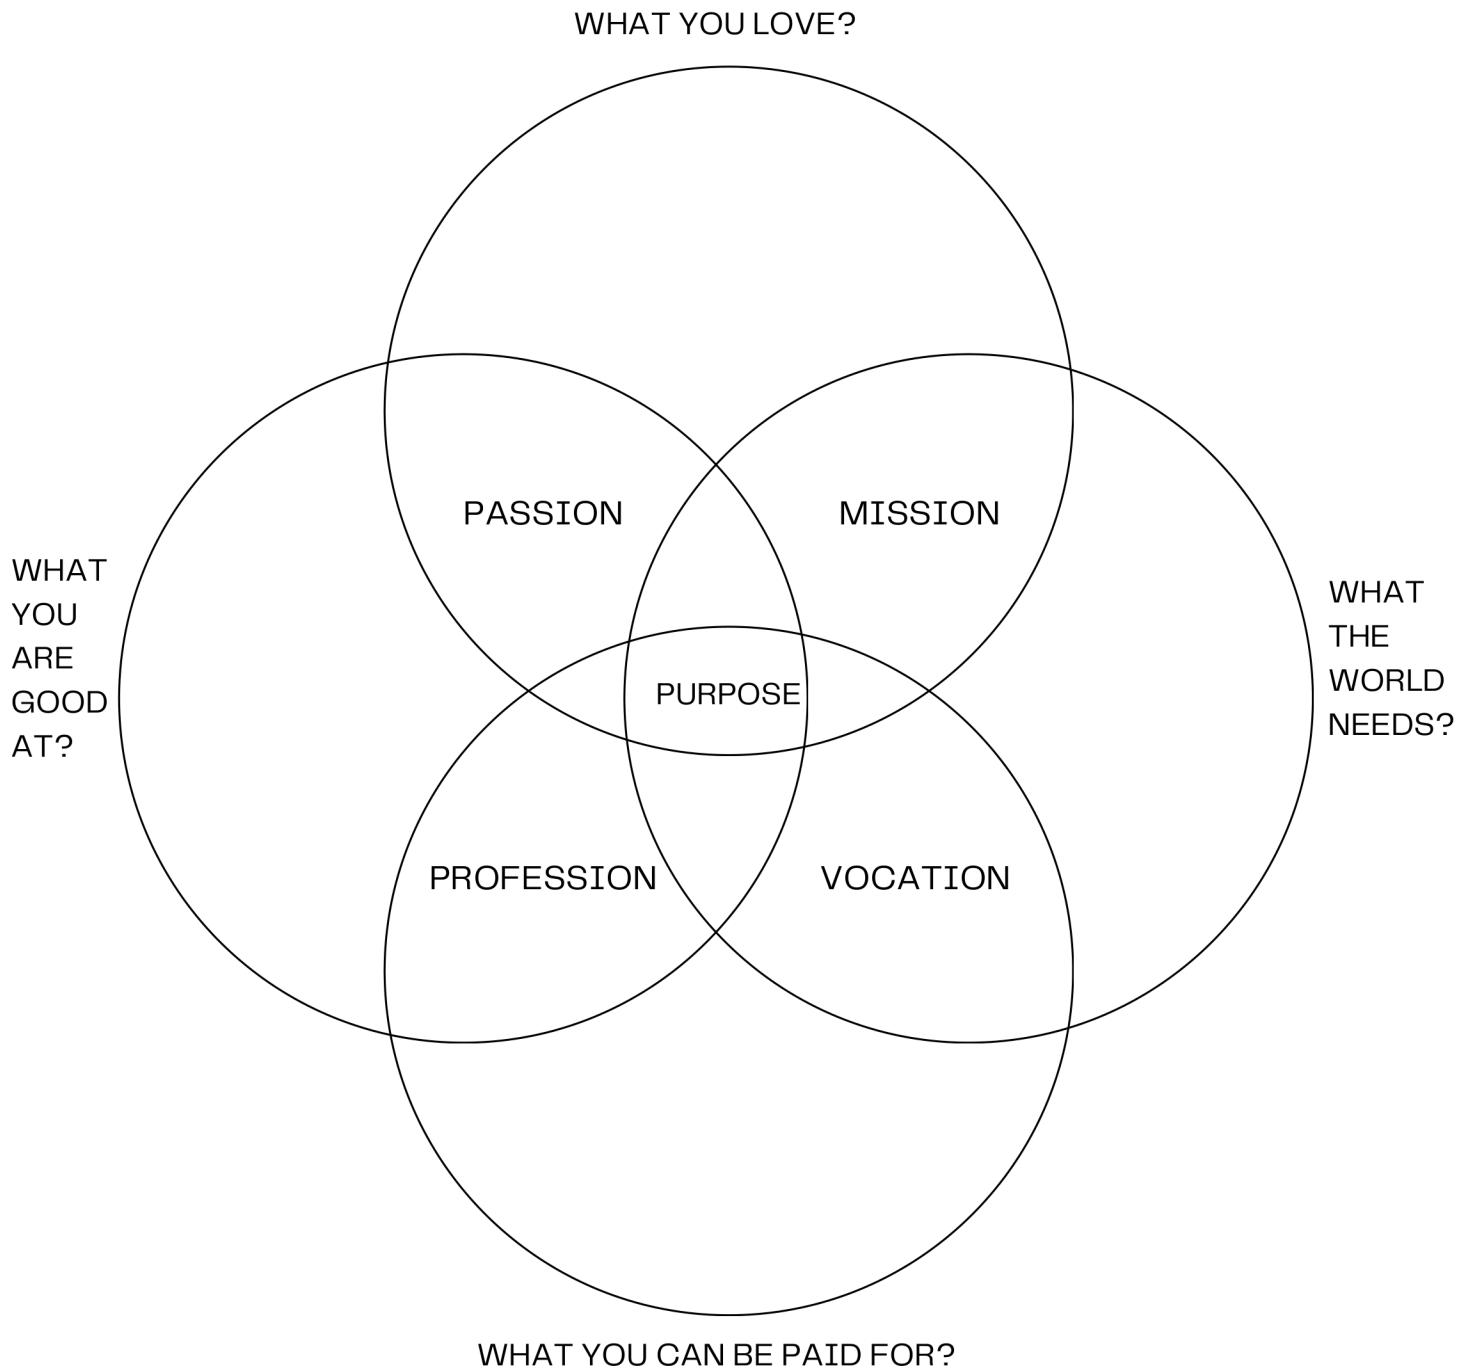 WHAT YOU LOVE?
PASSION
MISSION
WHAT
YOU
ARE
GOOD
AT?
WHAT
THE
WORLD
NEEDS?
PURPOSE
PROFESSION
VOCATION
WHAT YOU CAN BE PAID FOR?